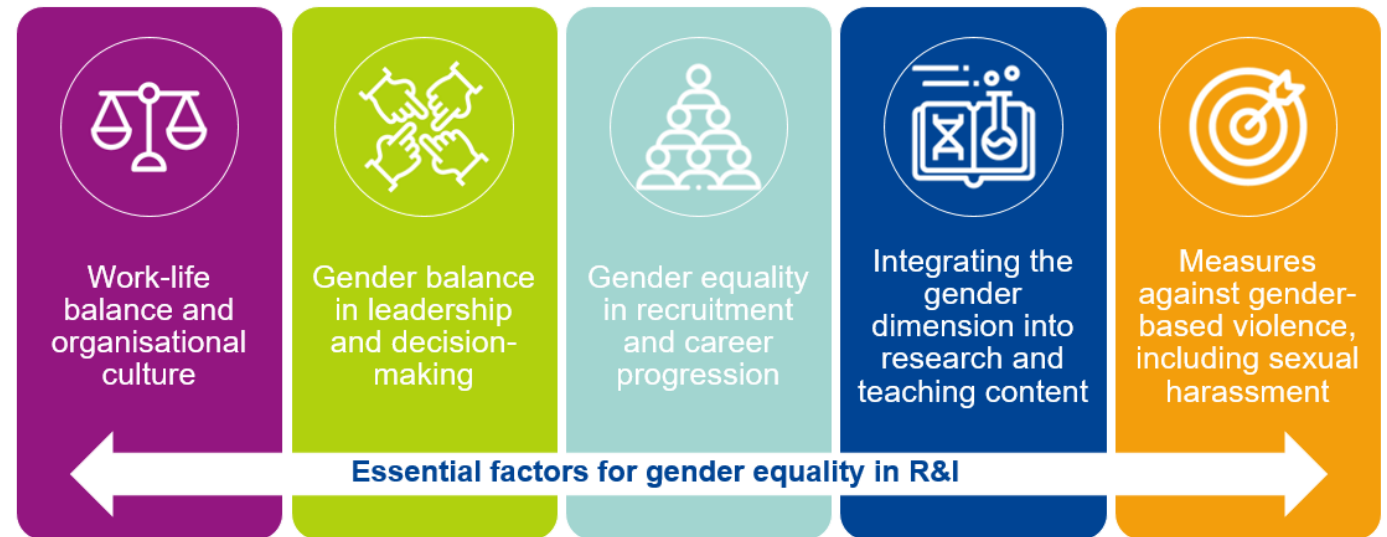 Work-life
balance and
organisational
culture
Gender balance
in leadership
and decision-
making
Gender equality
in recruitment
and career
progression
Integrating the
gender
dimension into
research and
teaching content
Measures
against gender-
based violence,
including sexual
harassment
Essential factors for gender equality in R&I